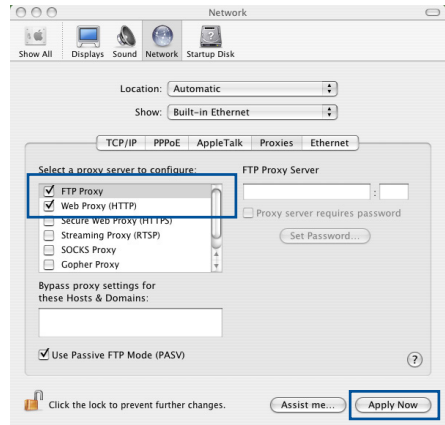 Network
Show All Displays Sound Network Startup Disk
Location: Automatic
Show: Built-in Ethernet
TCP/IP PPPoE AppleTalk Proxies Ethernet
Select a proxy server to configure: FTP Proxy Server
FTP Proxy
:
Web Proxy (HTTP)
Proxy server requires password
Secure Web Proxy (HTTPS)
Streaming Proxy (RTSP) Set Password...
SOCKS Proxy
Gopher Proxy
Bypass proxy settings for
these Hosts & Domains:
Use Passive FTP Mode (PASV)
?
Click the lock to prevent further changes. Assist me... Apply Now